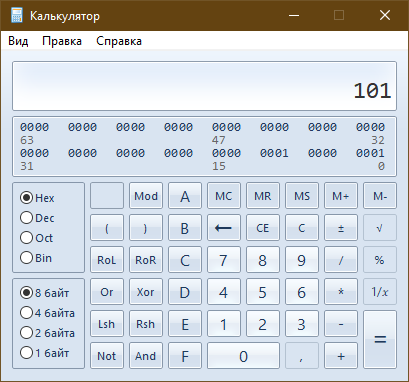 Калькулятор
Вид Правка Справка
101
0000 0000 0000 0000 0000 0000 0000 0000
63 47 32
0000 0000 0000 0000 0000 0001 0000 0001
31 15 0
Hex Mod A MC MR MS M+ M-
Dec ( ) B ← CE C ± √
Oct RoL RoR C 7 8 9 / %
Bin
8 байт Or Xor D 4 5 6 * 1/x
4 байта Lsh Rsh E 1 2 3 - =
2 байта
1 байт Not And F 0 , +